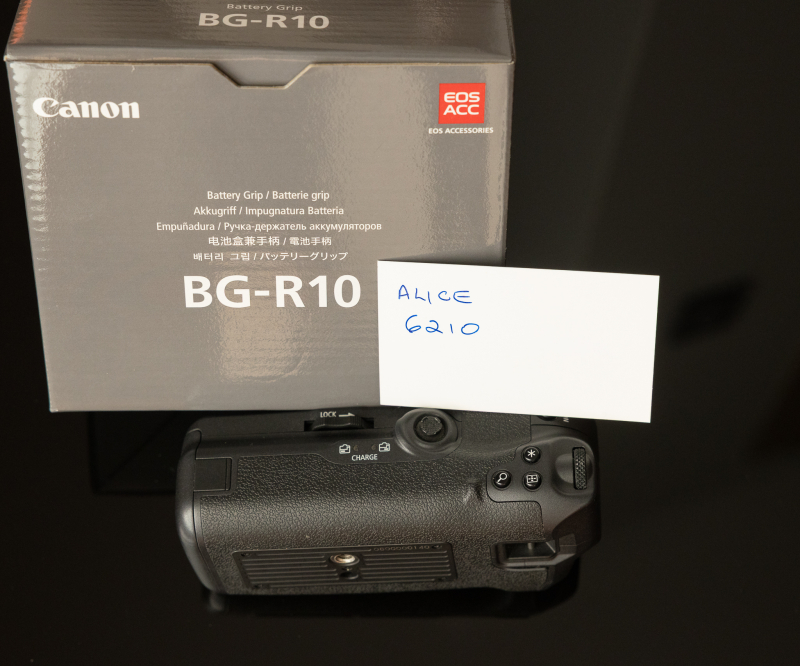 Battery Grip
BG-R10
Canon
EOS
ACC
EOS ACCESSORIES
Battery Grip / Batterie grip
Akkugriff / Impugnatura Batteria
Empuñadura / Ручка-держатель аккумуляторов
电池盒兼手柄 / 電池手柄
배터리 그립 / バッテリーグリップ
BG-R10
ALICE
6210
LOCK
CHARGE